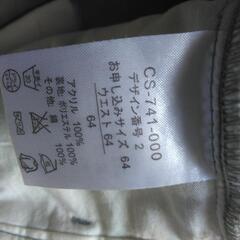 CS-741-000
デザイン番号 2
お申し込みサイズ 64
ウエスト 64
64
アクリル 100%
裏地:ポリエステル 100%
その他:綿 100%